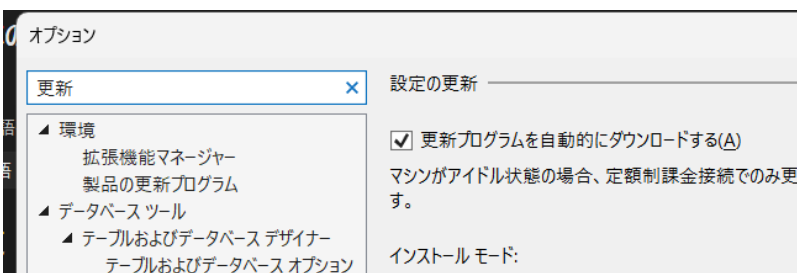 オプション
更新
環境
拡張機能マネージャー
製品の更新プログラム
データベース ツール
テーブルおよびデータベース デザイナー
テーブルおよびデータベース オプション
設定の更新
更新プログラムを自動的にダウンロードする(A)
マシンがアイドル状態の場合、定額制課金接続でのみ更
す。
インストール モード: